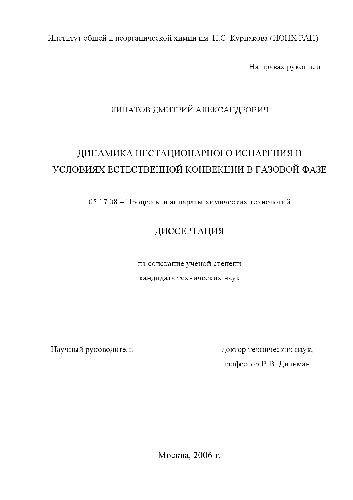 Институт общей и неорганической химии им. Н.С. Курнакова (ИОНХ РАН)
На правах рукописи
ЛИПАТОВ ДМИТРИЙ АЛЕКСАНДРОВИЧ
ДИНАМИКА НЕСТАЦИОНАРНОГО ИСПАРЕНИЯ В
УСЛОВИЯХ ЕСТЕСТВЕННОЙ КОНВЕКЦИИ В ГАЗОВОЙ ФАЗЕ
05.17.08 – Процессы и аппараты химических технологий
ДИССЕРТАЦИЯ
на соискание ученой степени
кандидата технических наук
Научный руководитель:
доктор технических наук,
профессор В.В. Дильман
Москва, 2006 г.